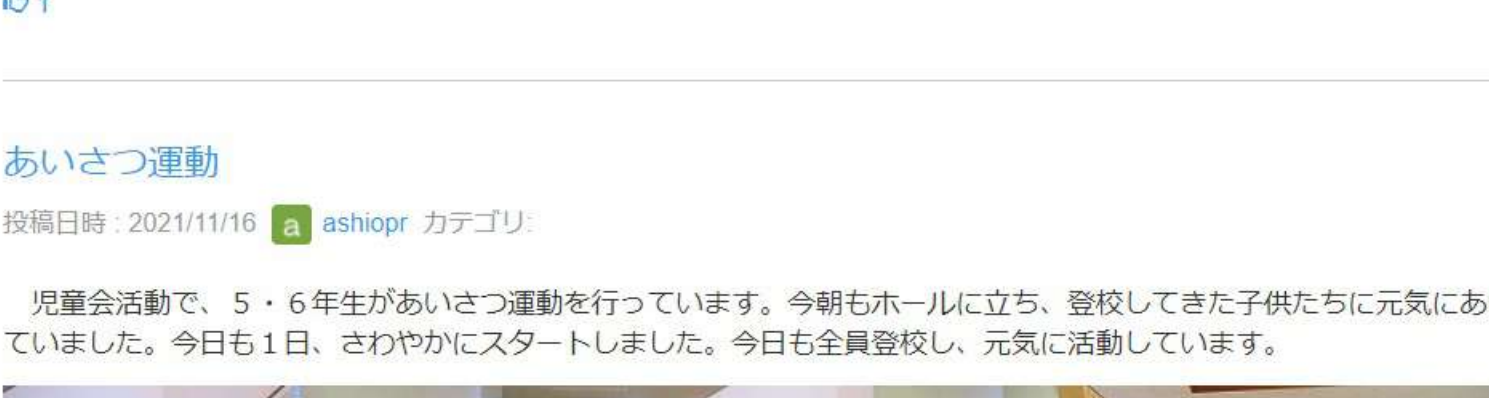 あいさつ運動
投稿日時 : 2021/11/16 a ashiopr カテゴリ:
児童会活動で、５・６年生があいさつ運動を行っています。今朝もホールに立ち、登校してきた子供たちに元気にあ
ていました。今日も１日、さわやかにスタートしました。今日も全員登校し、元気に活動しています。